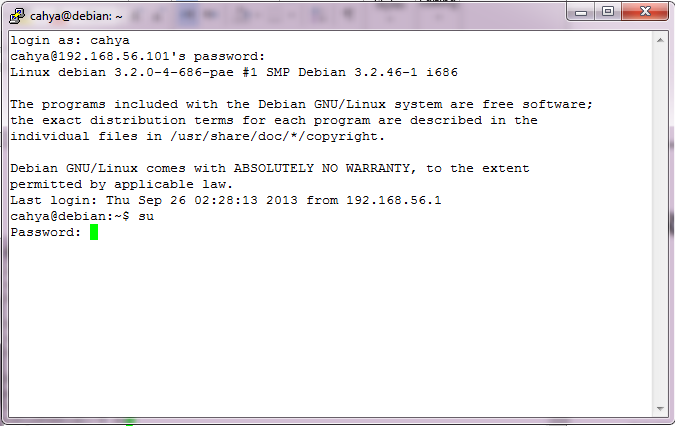 cahya@debian: ~
login as: cahya
cahya@192.168.56.101's password:
Linux debian 3.2.0-4-686-pae #1 SMP Debian 3.2.46-1 i686
The programs included with the Debian GNU/Linux system are free software;
the exact distribution terms for each program are described in the
individual files in /usr/share/doc/*/copyright.
Debian GNU/Linux comes with ABSOLUTELY NO WARRANTY, to the extent
permitted by applicable law.
Last login: Thu Sep 26 02:28:13 2013 from 192.168.56.1
cahya@debian:~$ su
Password: